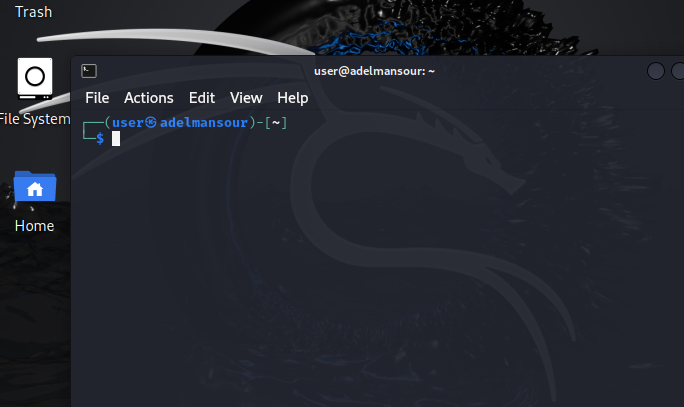 Trash
File System
Home
user@adelmansour: ~
File Actions Edit View Help
┌──(user㉿adelmansour)-[~]
└─$